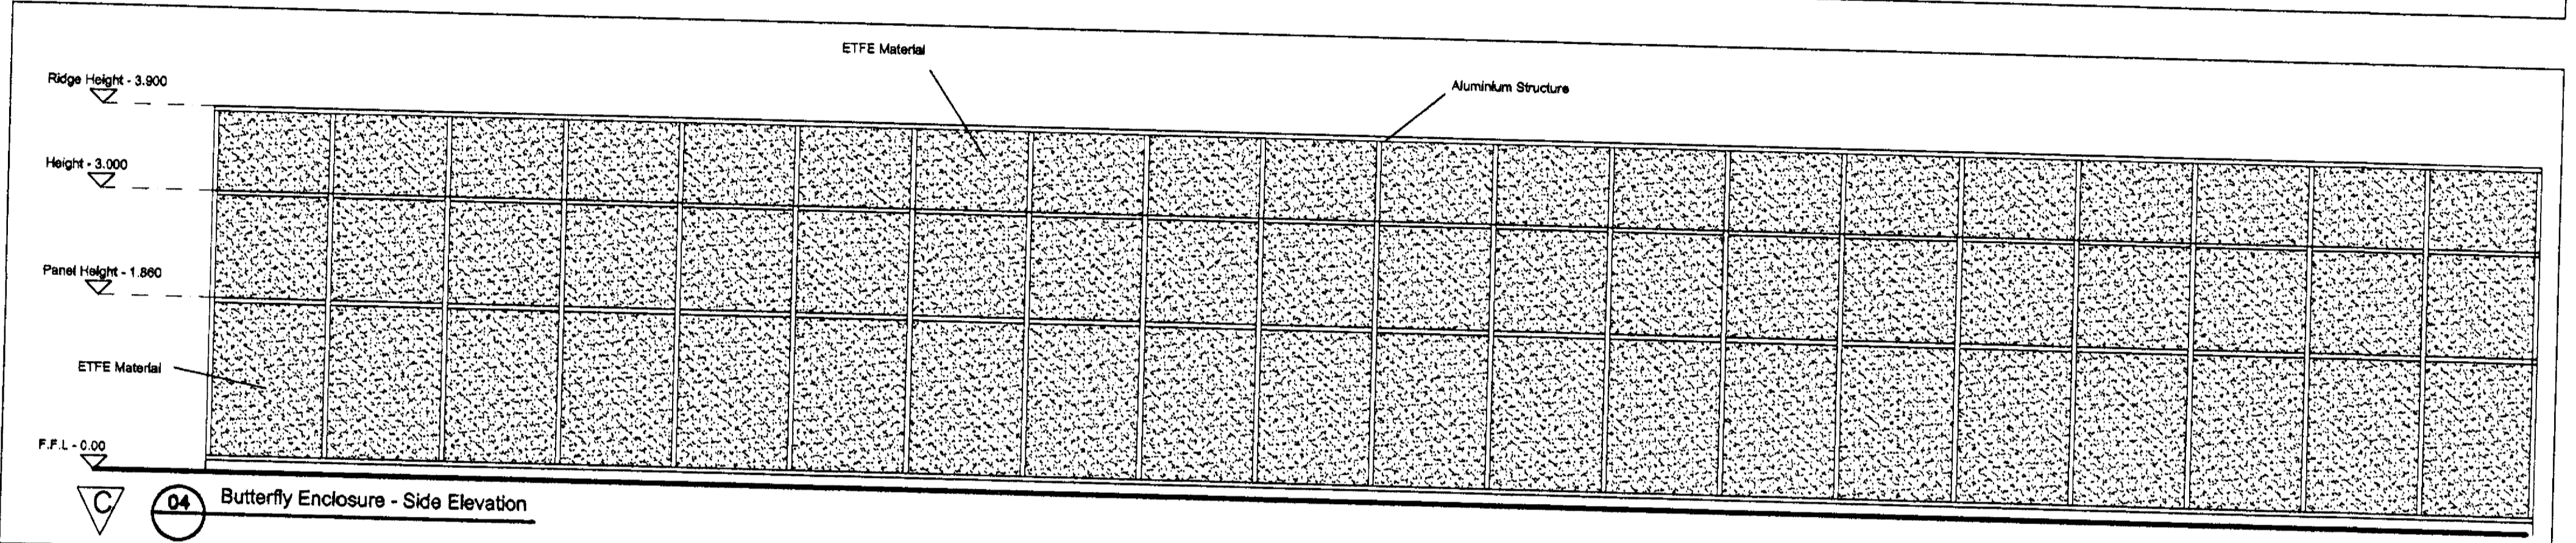 ETFE Material
Ridge Height - 3.900
Aluminium Structure
Height - 3.000
Panel Height - 1.860
ETFE Material
F.F.L - 0.00
C
04 Butterfly Enclosure - Side Elevation